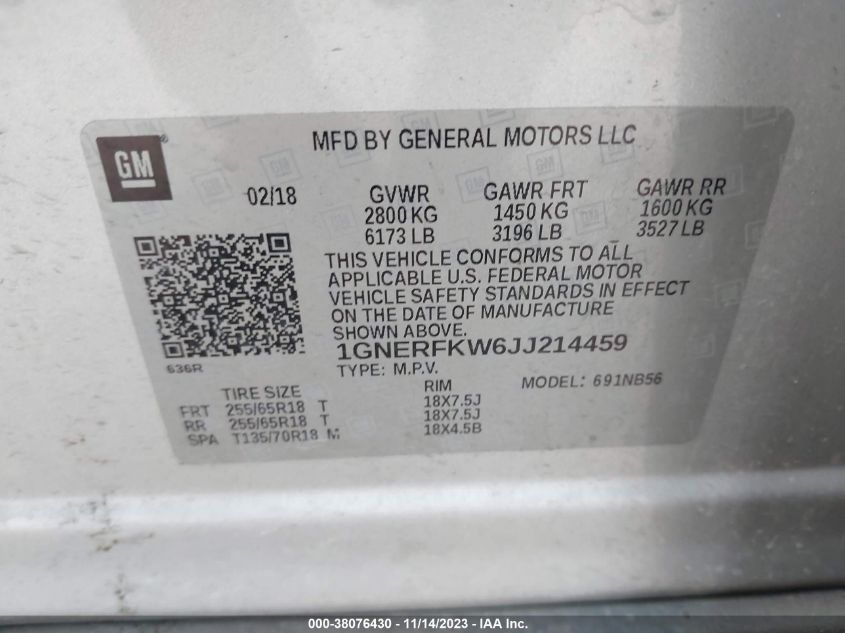 GM
MFD BY GENERAL MOTORS LLC
02/18 GVWR GAWR FRT GAWR RR
2800 KG 1450 KG 1600 KG
6173 LB 3196 LB 3527 LB
THIS VEHICLE CONFORMS TO ALL
APPLICABLE U.S. FEDERAL MOTOR
VEHICLE SAFETY STANDARDS IN EFFECT
ON THE DATE OF MANUFACTURE
SHOWN ABOVE.
1GNERFKW6JJ214459
636R
TYPE: M.P.V. MODEL: 691NB56
TIRE SIZE RIM
FRT 255/65R18 T 18X7.5J
RR 255/65R18 T 18X7.5J
SPA T135/70R18 M 18X4.5B
000-38076430 - 11/14/2023 - IAA Inc.